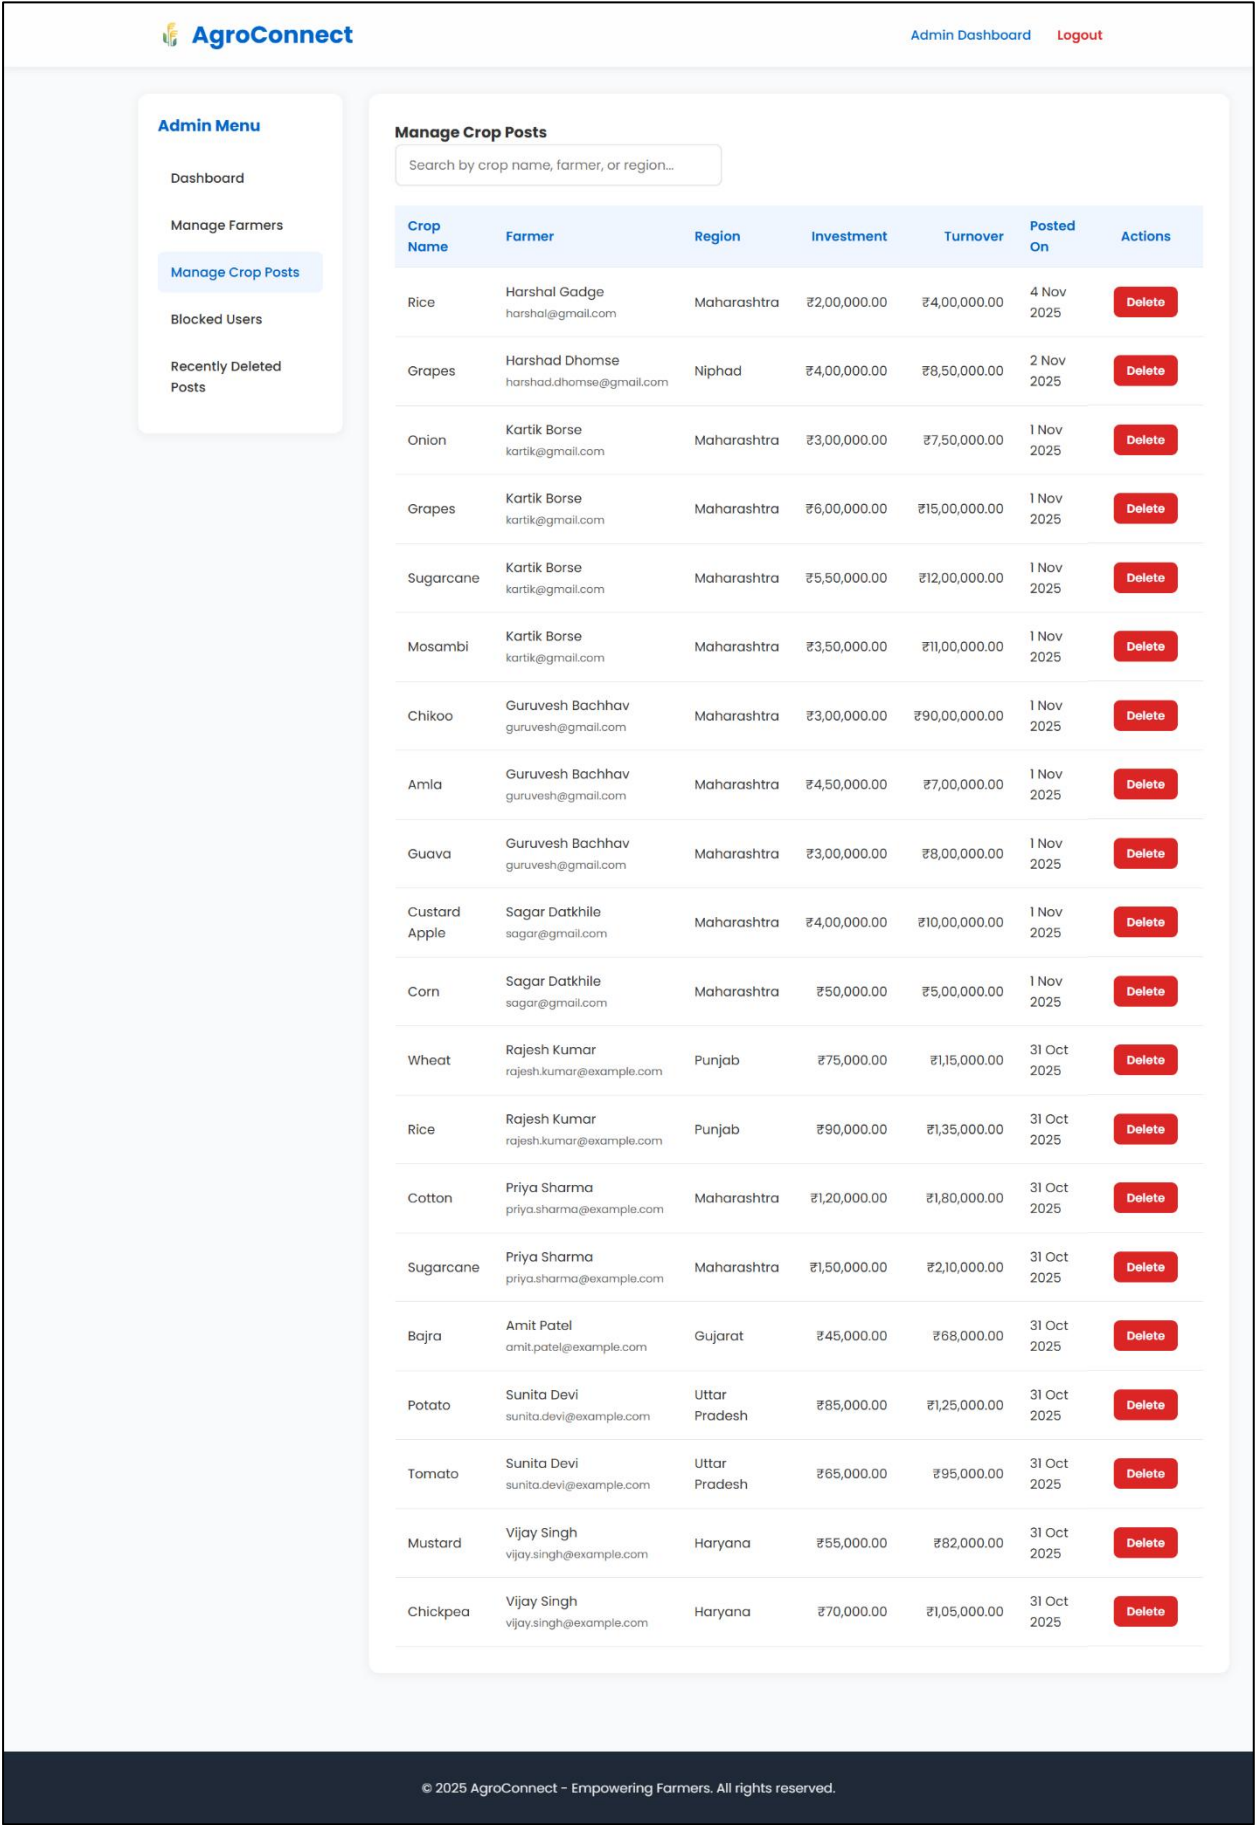 AgroConnect
Admin Dashboard Logout
Admin Menu
Dashboard
Manage Farmers
Manage Crop Posts
Blocked Users
Recently Deleted
Posts
Manage Crop Posts
Search by crop name, farmer, or region...
Crop Name Farmer Region Investment Turnover Posted On Actions
Rice Harshal Gadge harshal@gmail.com Maharashtra ₹2,00,000.00 ₹4,00,000.00 4 Nov 2025 Delete
Grapes Harshad Dhomse harshad.dhomse@gmail.com Niphad ₹4,00,000.00 ₹8,50,000.00 2 Nov 2025 Delete
Onion Kartik Borse kartik@gmail.com Maharashtra ₹3,00,000.00 ₹7,50,000.00 1 Nov 2025 Delete
Grapes Kartik Borse kartik@gmail.com Maharashtra ₹6,00,000.00 ₹15,00,000.00 1 Nov 2025 Delete
Sugarcane Kartik Borse kartik@gmail.com Maharashtra ₹5,50,000.00 ₹12,00,000.00 1 Nov 2025 Delete
Mosambi Kartik Borse kartik@gmail.com Maharashtra ₹3,50,000.00 ₹11,00,000.00 1 Nov 2025 Delete
Chikoo Guruvesh Bachhav guruvesh@gmail.com Maharashtra ₹3,00,000.00 ₹90,00,000.00 1 Nov 2025 Delete
Amla Guruvesh Bachhav guruvesh@gmail.com Maharashtra ₹4,50,000.00 ₹7,00,000.00 1 Nov 2025 Delete
Guava Guruvesh Bachhav guruvesh@gmail.com Maharashtra ₹3,00,000.00 ₹8,00,000.00 1 Nov 2025 Delete
Custard Apple Sagar Datkhile sagar@gmail.com Maharashtra ₹4,00,000.00 ₹10,00,000.00 1 Nov 2025 Delete
Corn Sagar Datkhile sagar@gmail.com Maharashtra ₹50,000.00 ₹5,00,000.00 1 Nov 2025 Delete
Wheat Rajesh Kumar rajesh.kumar@example.com Punjab ₹75,000.00 ₹1,15,000.00 31 Oct 2025 Delete
Rice Rajesh Kumar rajesh.kumar@example.com Punjab ₹90,000.00 ₹1,35,000.00 31 Oct 2025 Delete
Cotton Priya Sharma priya.sharma@example.com Maharashtra ₹1,20,000.00 ₹1,80,000.00 31 Oct 2025 Delete
Sugarcane Priya Sharma priya.sharma@example.com Maharashtra ₹1,50,000.00 ₹2,10,000.00 31 Oct 2025 Delete
Bajra Amit Patel amit.patel@example.com Gujarat ₹45,000.00 ₹68,000.00 31 Oct 2025 Delete
Potato Sunita Devi sunita.devi@example.com Uttar Pradesh ₹85,000.00 ₹1,25,000.00 31 Oct 2025 Delete
Tomato Sunita Devi sunita.devi@example.com Uttar Pradesh ₹65,000.00 ₹95,000.00 31 Oct 2025 Delete
Mustard Vijay Singh vijay.singh@example.com Haryana ₹55,000.00 ₹82,000.00 31 Oct 2025 Delete
Chickpea Vijay Singh vijay.singh@example.com Haryana ₹70,000.00 ₹1,05,000.00 31 Oct 2025 Delete
© 2025 AgroConnect - Empowering Farmers. All rights reserved.